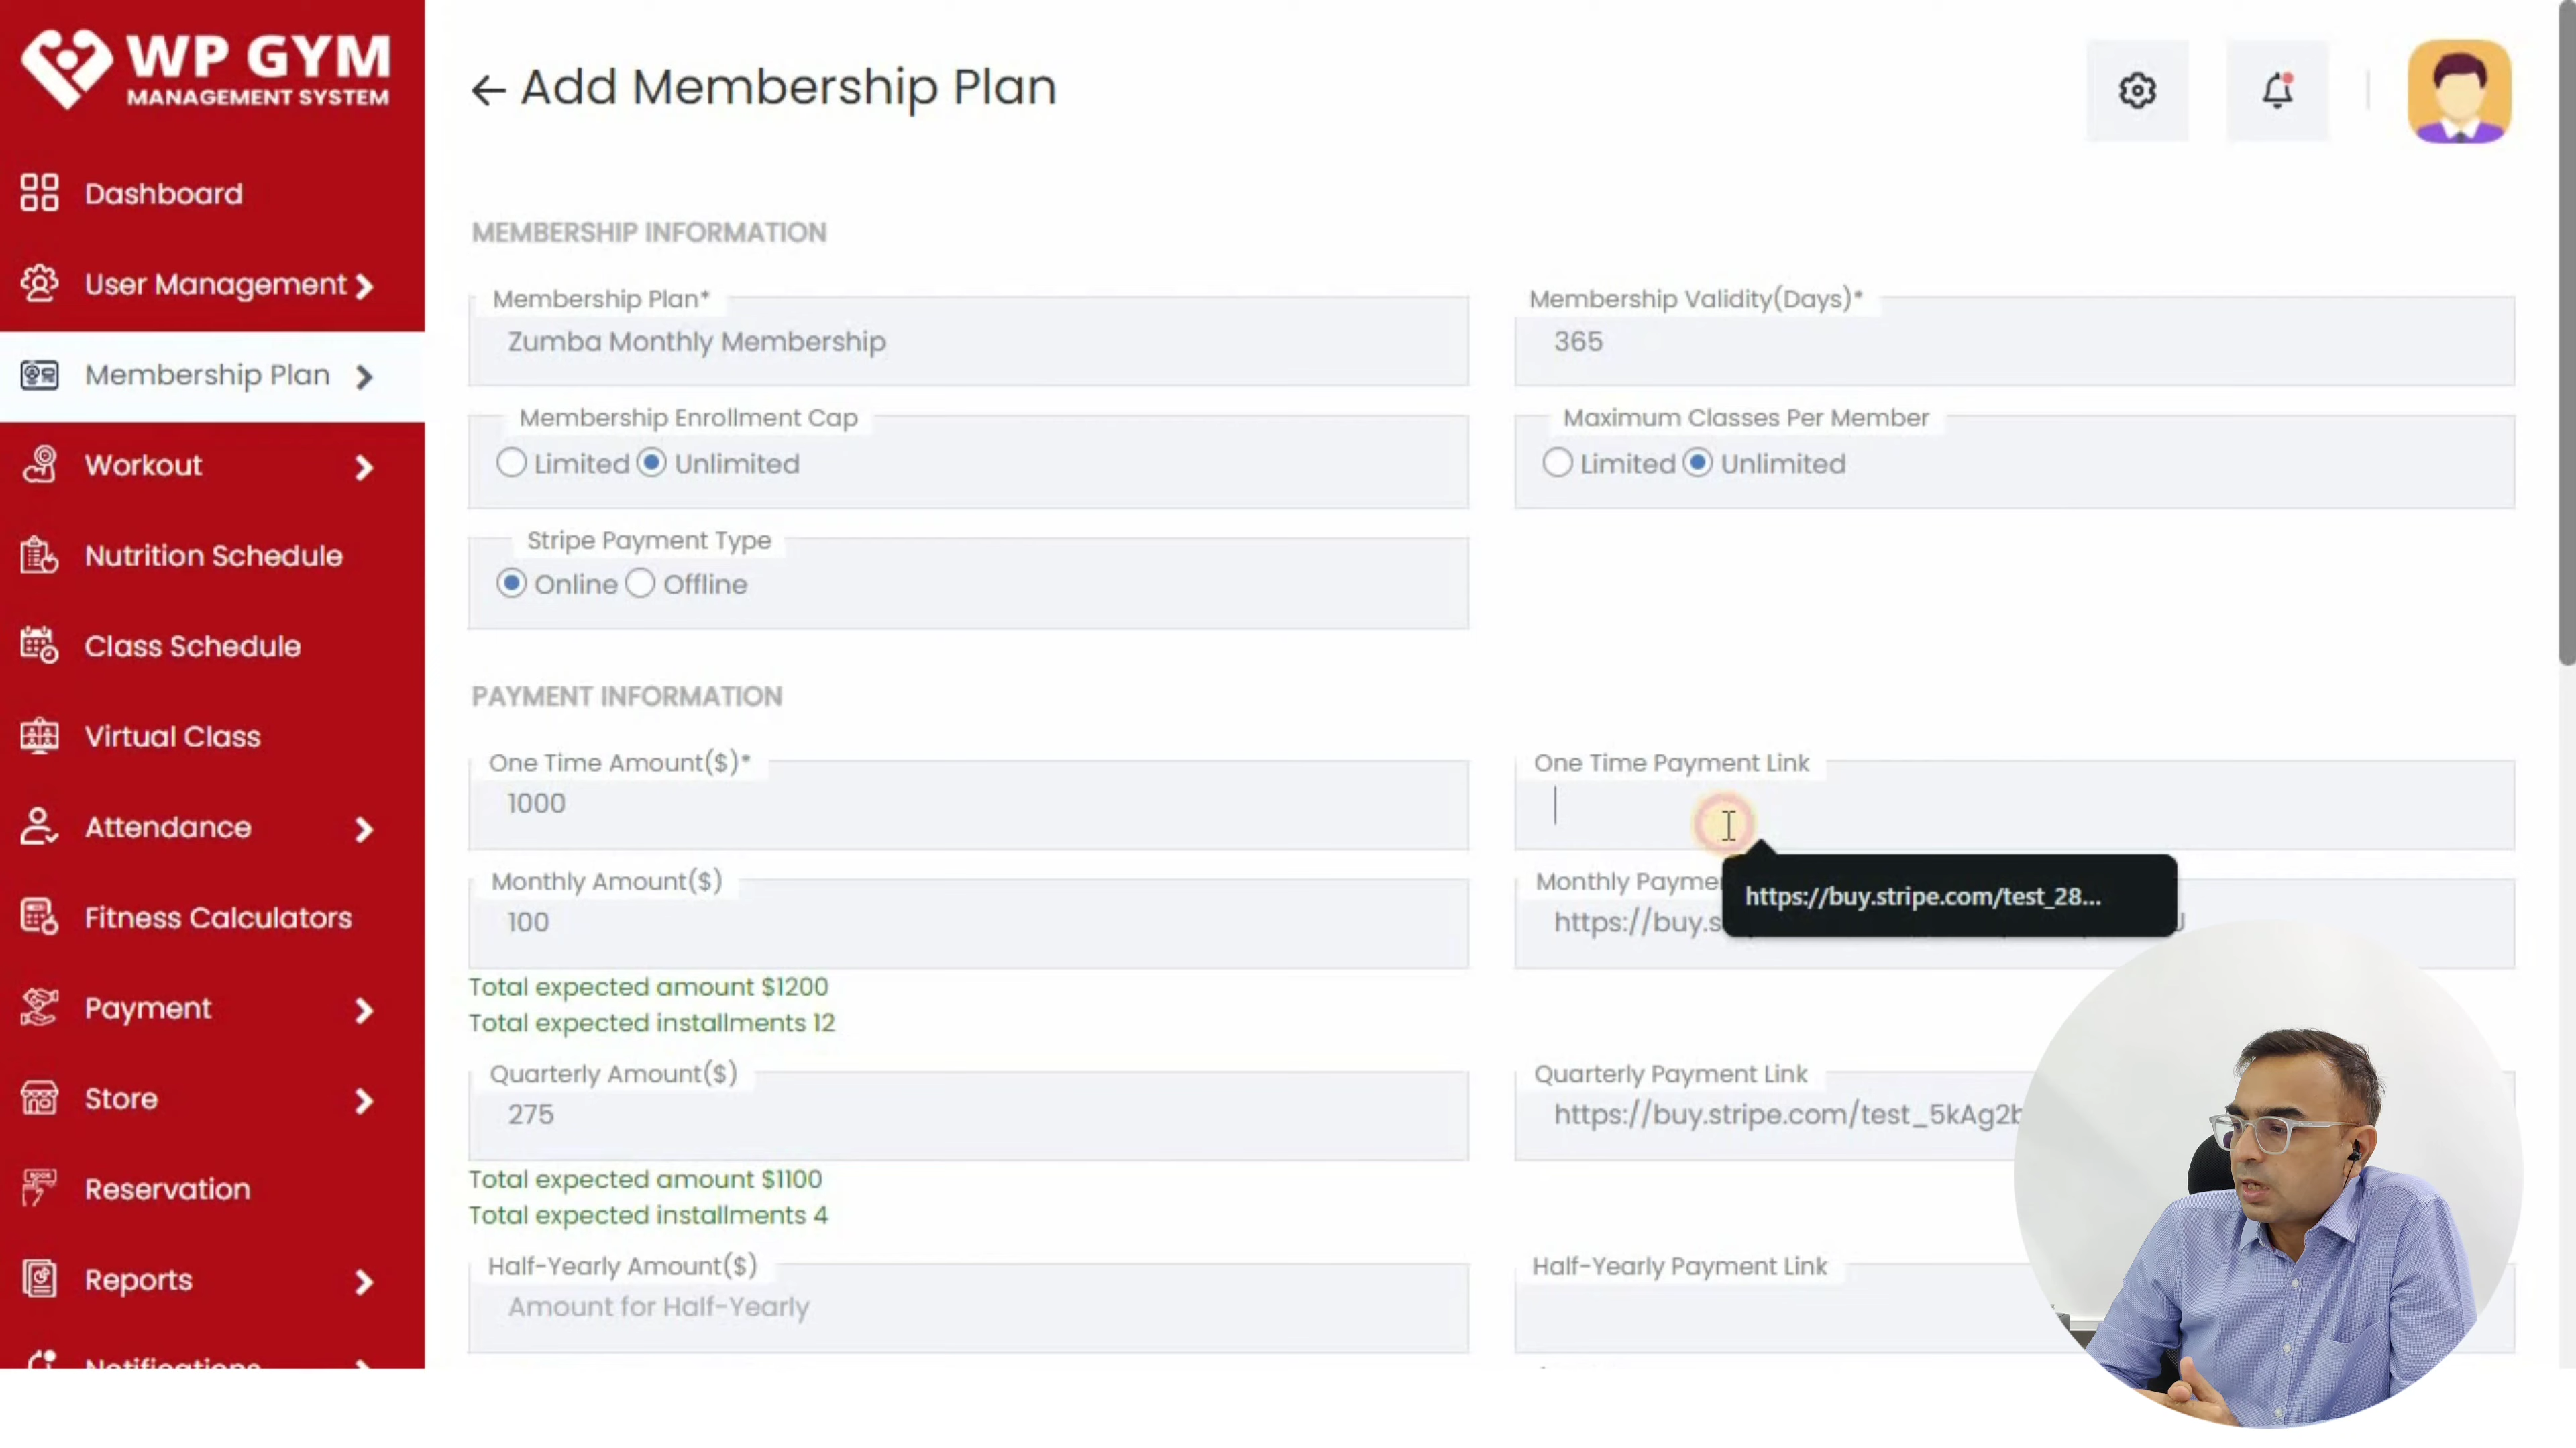 WP GYM
MANAGEMENT SYSTEM
Dashboard
User Management
Membership Plan
Workout
Nutrition Schedule
Class Schedule
Virtual Class
Attendance
Fitness Calculators
Payment
Store
Reservation
Reports
Notifications
Add Membership Plan
MEMBERSHIP INFORMATION
Membership Plan*
Zumba Monthly Membership
Membership Validity(Days)*
365
Membership Enrollment Cap
Limited Unlimited
Maximum Classes Per Member
Limited Unlimited
Stripe Payment Type
Online Offline
PAYMENT INFORMATION
One Time Amount($)*
1000
One Time Payment Link
https://buy.stripe.com/test_28...
Monthly Amount($)
100
Monthly Payme
https://buy.s
Total expected amount $1200
Total expected installments 12
Quarterly Amount($)
275
Quarterly Payment Link
https://buy.stripe.com/test_5kAg2b
Total expected amount $1100
Total expected installments 4
Half-Yearly Amount($)
Amount for Half-Yearly
Half-Yearly Payment Link